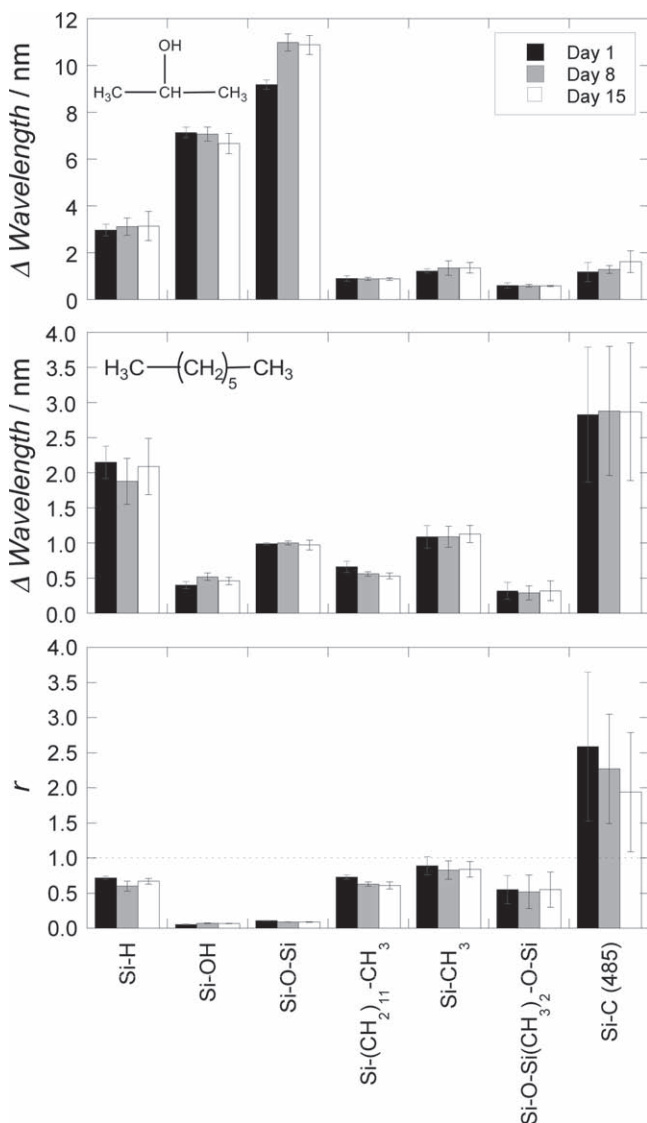 Δ Wavelength / nm
12
10
8
6
4
2
0
OH
H₃C—CH—CH₃
Day 1
Day 8
Day 15
Δ Wavelength / nm
4.0
3.5
3.0
2.5
2.0
1.5
1.0
0.5
0.0
H₃C—(CH₂)₅—CH₃
r
4.0
3.5
3.0
2.5
2.0
1.5
1.0
0.5
0.0
Si-H
Si-OH
Si-O-Si
Si-(CH₂)₁₁-CH₃
Si-CH₃
Si-O-Si(CH₃)₂-O-Si
Si-C (485)